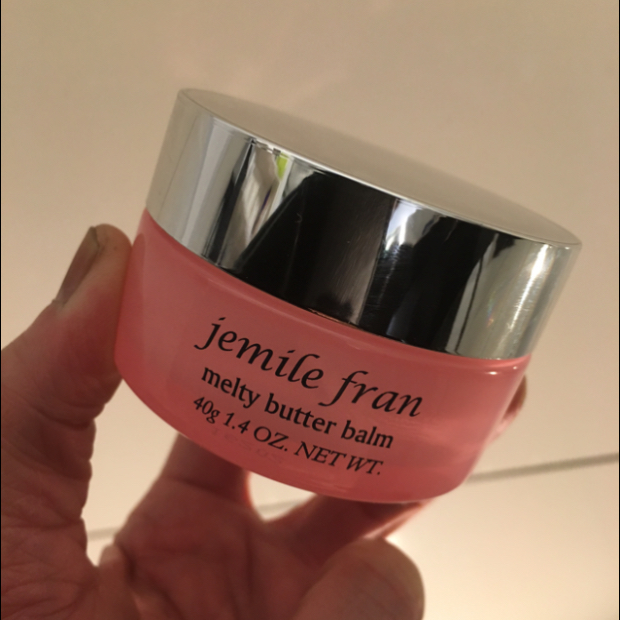 jemile fran
melty butter balm
40g 1.4 OZ. NET WT.